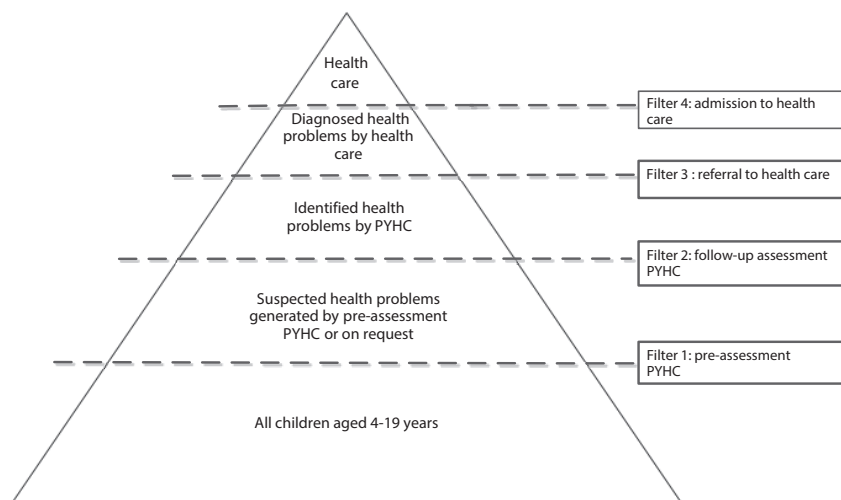 Health
care
Filter 4: admission to health
care
Diagnosed health
problems by health
care
Filter 3 : referral to health care
Identified health
problems by PYHC
Filter 2: follow-up assessment
PYHC
Suspected health problems
generated by pre-assessment
PYHC or on request
Filter 1: pre-assessment
PYHC
All children aged 4-19 years